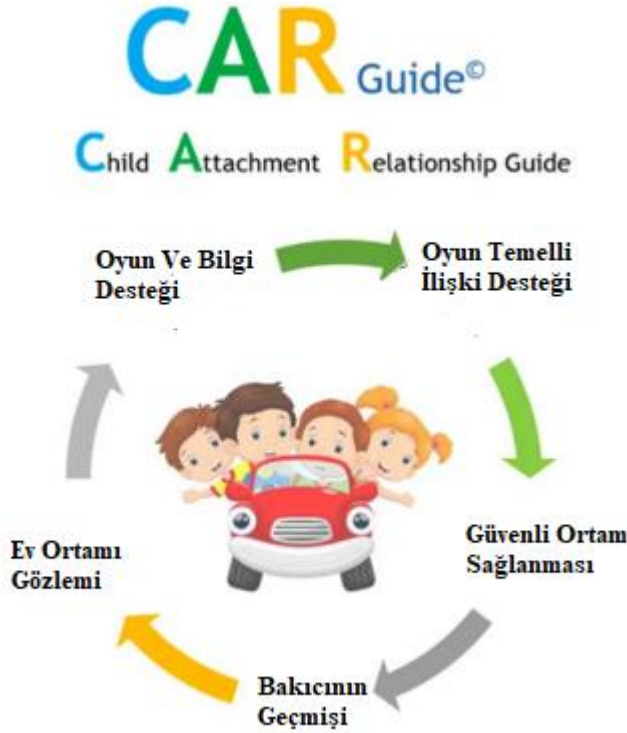 CAR Guide©
Child Attachment Relationship Guide
Oyun Ve Bilgi
Desteği
Oyun Temelli
İlişki Desteği
Güvenli Ortam
Sağlanması
Bakıcının
Geçmişi
Ev Ortamı
Gözlemi